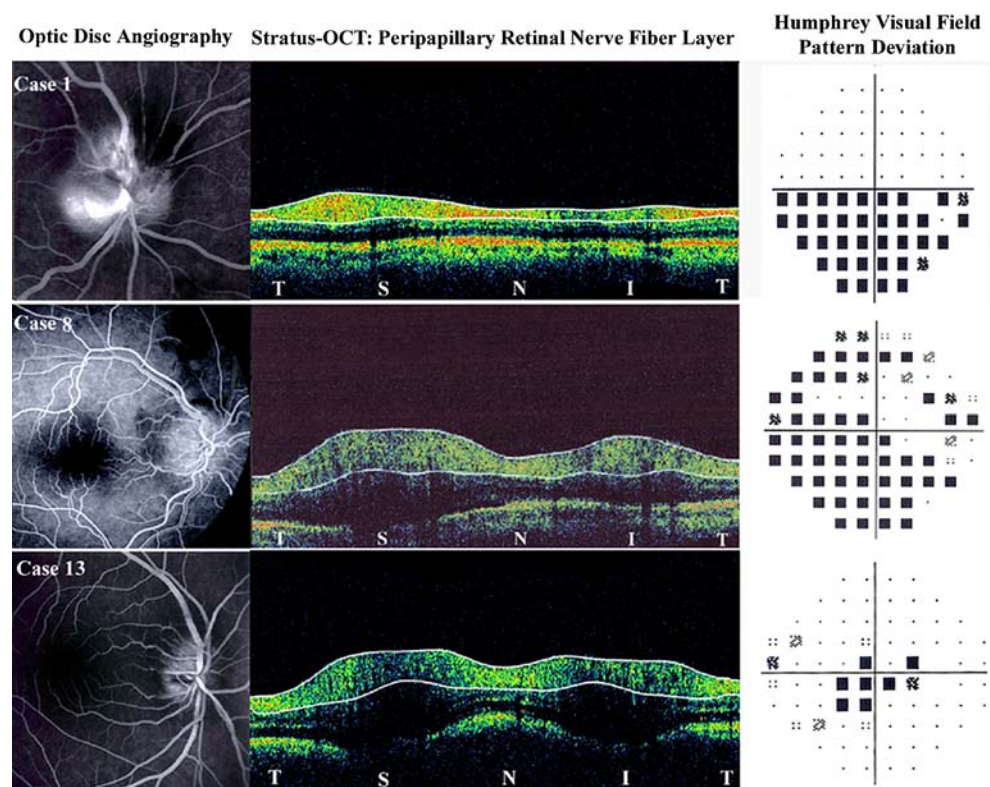 Optic Disc Angiography
Stratus-OCT: Peripapillary Retinal Nerve Fiber Layer
Humphrey Visual Field
Pattern Deviation
Case 1
T S N I T
Case 8
T S N I T
Case 13
T S N I T